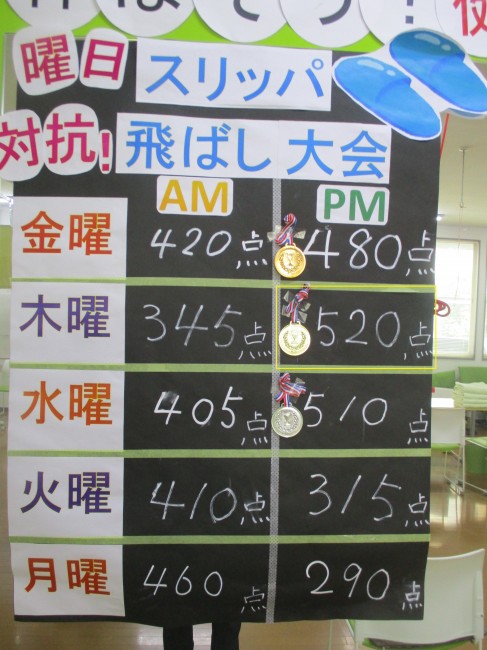 曜日 スリッパ
対抗! 飛ばし 大会
AM PM
金曜 420点 480点
木曜 345点 520点
水曜 405点 510点
火曜 410点 315点
月曜 460点 290点